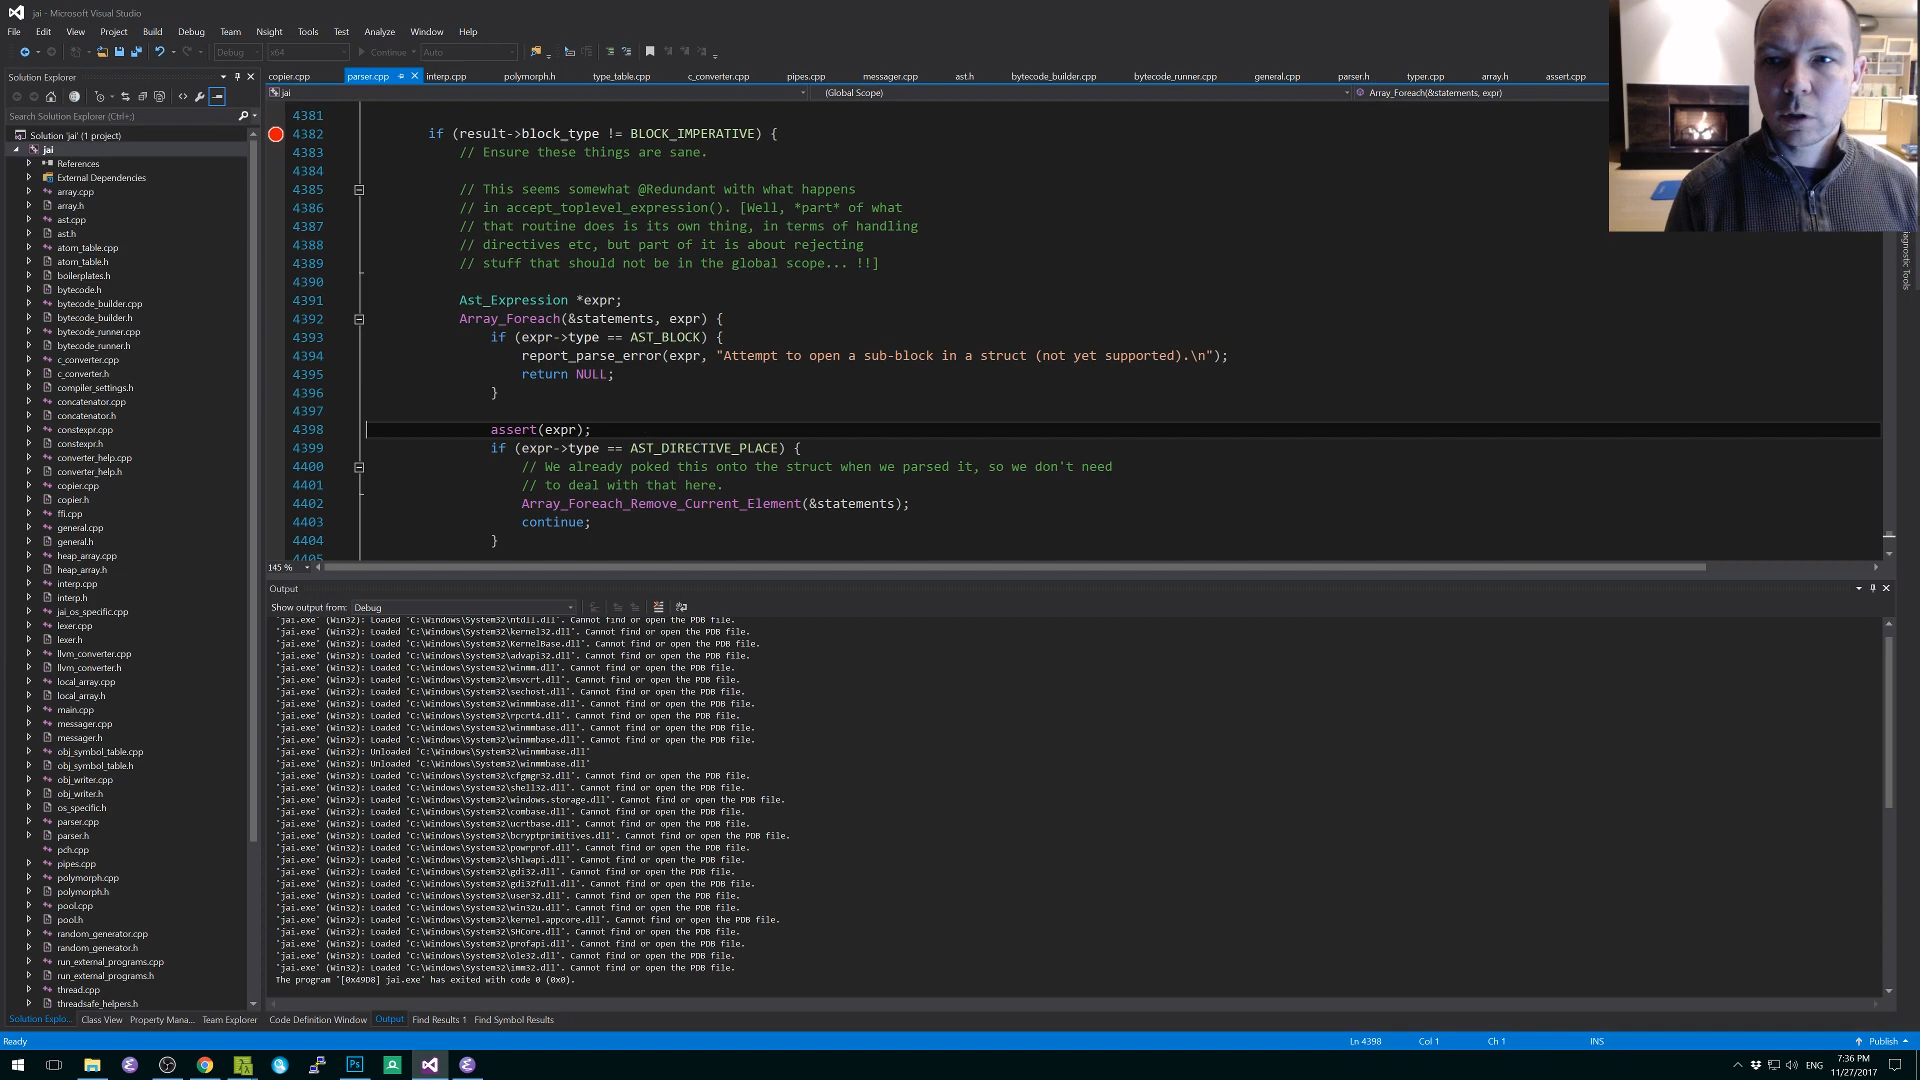 jai - Microsoft Visual Studio
File Edit View Project Build Debug Team Nsight Tools Test Analyze Window Help
Debug x64 Continue Auto
Solution Explorer
copier.cpp parser.cpp interp.cpp polymorph.h type_table.cpp c_converter.cpp pipes.cpp messager.cpp ast.h bytecode_builder.cpp bytecode_runner.cpp general.cpp parser.h typer.cpp array.h assert.cpp
jai (Global Scope) Array_Foreach(&statements, expr)
Search Solution Explorer (Ctrl+;)
Solution 'jai' (1 project)
jai
References
External Dependencies
array.cpp
array.h
ast.cpp
ast.h
atom_table.cpp
atom_table.h
boilerplates.h
bytecode.h
bytecode_builder.cpp
bytecode_builder.h
bytecode_runner.cpp
bytecode_runner.h
c_converter.cpp
c_converter.h
compiler_settings.h
concatenator.cpp
concatenator.h
constexpr.cpp
constexpr.h
converter_help.cpp
converter_help.h
copier.cpp
copier.h
ffi.cpp
general.cpp
general.h
heap_array.cpp
heap_array.h
interp.cpp
interp.h
jai_os_specific.cpp
lexer.cpp
lexer.h
llvm_converter.cpp
llvm_converter.h
local_array.cpp
local_array.h
main.cpp
messager.cpp
messager.h
obj_symbol_table.cpp
obj_symbol_table.h
obj_writer.cpp
obj_writer.h
os_specific.h
parser.cpp
parser.h
pch.cpp
pipes.cpp
polymorph.cpp
polymorph.h
pool.cpp
pool.h
random_generator.cpp
random_generator.h
run_external_programs.cpp
run_external_programs.h
thread.cpp
threadsafe_helpers.h
4381
4382 if (result->block_type != BLOCK_IMPERATIVE) {
4383 // Ensure these things are sane.
4384
4385 // This seems somewhat @Redundant with what happens
4386 // in accept_toplevel_expression(). [Well, *part* of what
4387 // that routine does is its own thing, in terms of handling
4388 // directives etc, but part of it is about rejecting
4389 // stuff that should not be in the global scope... !!]
4390
4391 Ast_Expression *expr;
4392 Array_Foreach(&statements, expr) {
4393 if (expr->type == AST_BLOCK) {
4394 report_parse_error(expr, "Attempt to open a sub-block in a struct (not yet supported).\n");
4395 return NULL;
4396 }
4397
4398 assert(expr);
4399 if (expr->type == AST_DIRECTIVE_PLACE) {
4400 // We already poked this onto the struct when we parsed it, so we don't need
4401 // to deal with that here.
4402 Array_Foreach_Remove_Current_Element(&statements);
4403 continue;
4404 }
4405
145 %
Diagnostic Tools
Output
Show output from: Debug
'jai.exe' (Win32): Loaded 'C:\Windows\System32\ntdll.dll'. Cannot find or open the PDB file.
'jai.exe' (Win32): Loaded 'C:\Windows\System32\kernel32.dll'. Cannot find or open the PDB file.
'jai.exe' (Win32): Loaded 'C:\Windows\System32\KernelBase.dll'. Cannot find or open the PDB file.
'jai.exe' (Win32): Loaded 'C:\Windows\System32\advapi32.dll'. Cannot find or open the PDB file.
'jai.exe' (Win32): Loaded 'C:\Windows\System32\winmm.dll'. Cannot find or open the PDB file.
'jai.exe' (Win32): Loaded 'C:\Windows\System32\msvcrt.dll'. Cannot find or open the PDB file.
'jai.exe' (Win32): Loaded 'C:\Windows\System32\sechost.dll'. Cannot find or open the PDB file.
'jai.exe' (Win32): Loaded 'C:\Windows\System32\winmmbase.dll'. Cannot find or open the PDB file.
'jai.exe' (Win32): Loaded 'C:\Windows\System32\rpcrt4.dll'. Cannot find or open the PDB file.
'jai.exe' (Win32): Loaded 'C:\Windows\System32\winmmbase.dll'. Cannot find or open the PDB file.
'jai.exe' (Win32): Loaded 'C:\Windows\System32\winmmbase.dll'. Cannot find or open the PDB file.
'jai.exe' (Win32): Unloaded 'C:\Windows\System32\winmmbase.dll'
'jai.exe' (Win32): Unloaded 'C:\Windows\System32\winmmbase.dll'
'jai.exe' (Win32): Loaded 'C:\Windows\System32\cfgmgr32.dll'. Cannot find or open the PDB file.
'jai.exe' (Win32): Loaded 'C:\Windows\System32\shell32.dll'. Cannot find or open the PDB file.
'jai.exe' (Win32): Loaded 'C:\Windows\System32\windows.storage.dll'. Cannot find or open the PDB file.
'jai.exe' (Win32): Loaded 'C:\Windows\System32\combase.dll'. Cannot find or open the PDB file.
'jai.exe' (Win32): Loaded 'C:\Windows\System32\ucrtbase.dll'. Cannot find or open the PDB file.
'jai.exe' (Win32): Loaded 'C:\Windows\System32\bcryptprimitives.dll'. Cannot find or open the PDB file.
'jai.exe' (Win32): Loaded 'C:\Windows\System32\powrprof.dll'. Cannot find or open the PDB file.
'jai.exe' (Win32): Loaded 'C:\Windows\System32\shlwapi.dll'. Cannot find or open the PDB file.
'jai.exe' (Win32): Loaded 'C:\Windows\System32\gdi32.dll'. Cannot find or open the PDB file.
'jai.exe' (Win32): Loaded 'C:\Windows\System32\gdi32full.dll'. Cannot find or open the PDB file.
'jai.exe' (Win32): Loaded 'C:\Windows\System32\user32.dll'. Cannot find or open the PDB file.
'jai.exe' (Win32): Loaded 'C:\Windows\System32\win32u.dll'. Cannot find or open the PDB file.
'jai.exe' (Win32): Loaded 'C:\Windows\System32\kernel.appcore.dll'. Cannot find or open the PDB file.
'jai.exe' (Win32): Loaded 'C:\Windows\System32\SHCore.dll'. Cannot find or open the PDB file.
'jai.exe' (Win32): Loaded 'C:\Windows\System32\profapi.dll'. Cannot find or open the PDB file.
'jai.exe' (Win32): Loaded 'C:\Windows\System32\ole32.dll'. Cannot find or open the PDB file.
'jai.exe' (Win32): Loaded 'C:\Windows\System32\imm32.dll'. Cannot find or open the PDB file.
The program '[0x49D8] jai.exe' has exited with code 0 (0x0).
Solution Explo... Class View Property Mana... Team Explorer Code Definition Window Output Find Results 1 Find Symbol Results
Ready Ln 4398 Col 1 Ch 1 INS Publish
Ps
ENG
7:36 PM
11/27/2017